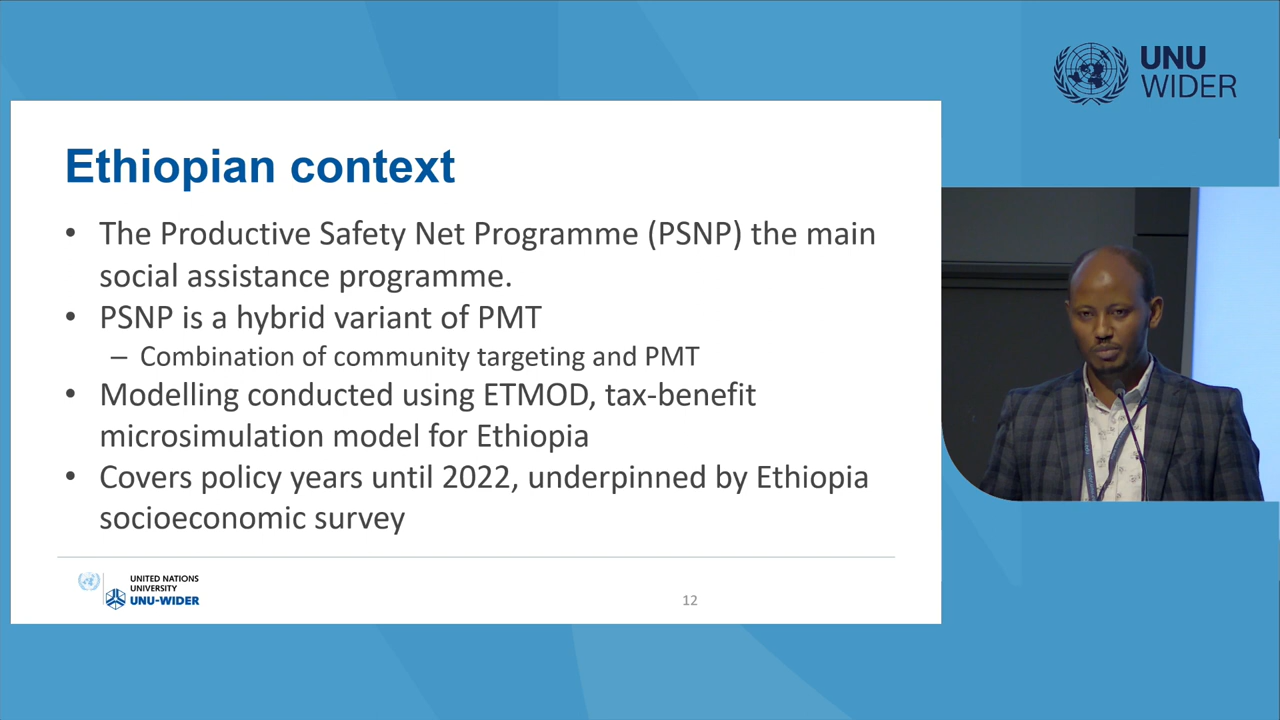 UNU
WIDER
Ethiopian context
• The Productive Safety Net Programme (PSNP) the main
social assistance programme.
• PSNP is a hybrid variant of PMT
– Combination of community targeting and PMT
• Modelling conducted using ETMOD, tax-benefit
microsimulation model for Ethiopia
• Covers policy years until 2022, underpinned by Ethiopia
socioeconomic survey
UNITED NATIONS
UNIVERSITY
UNU-WIDER
12